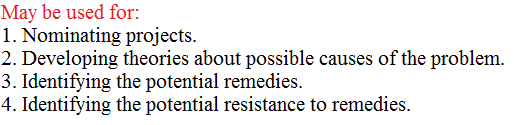 May be used for:
1. Nominating projects.
2. Developing theories about possible causes of the problem.
3. Identifying the potential remedies.
4. Identifying the potential resistance to remedies.